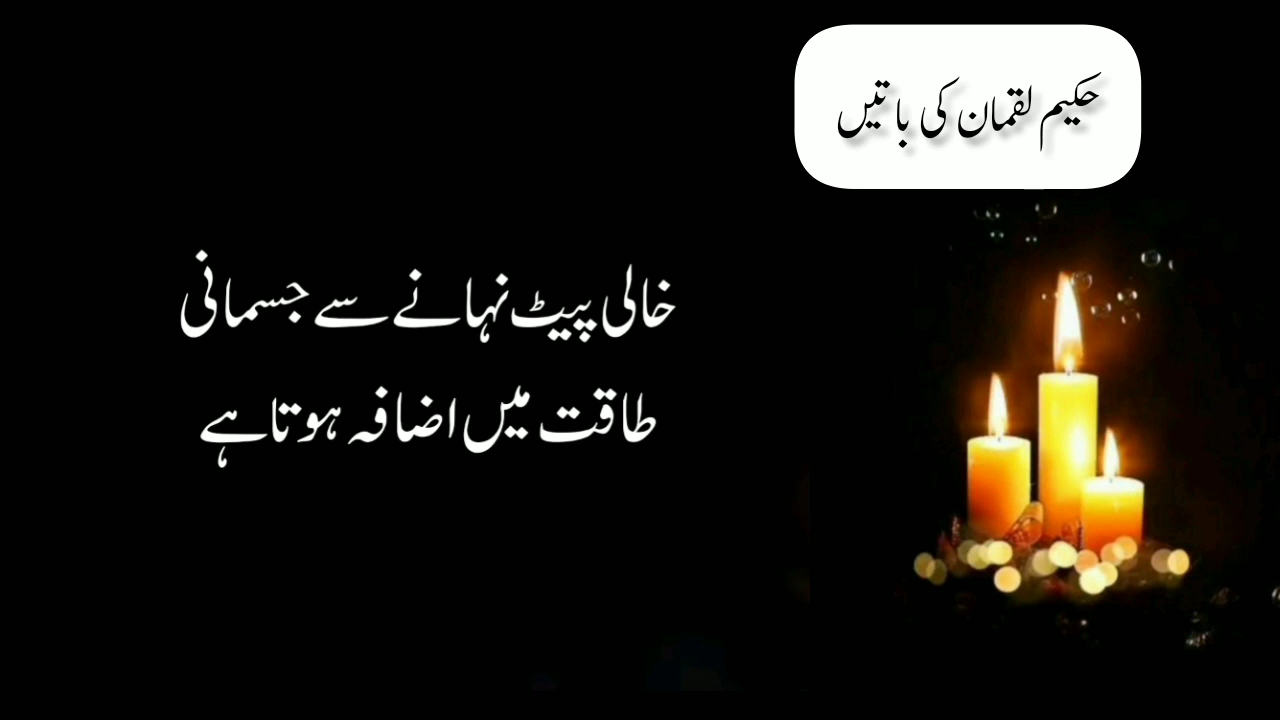 حکیم لقمان کی باتیں
خالی پیٹ نہانے سے جسمانی
طاقت میں اضافہ ہوتا ہے